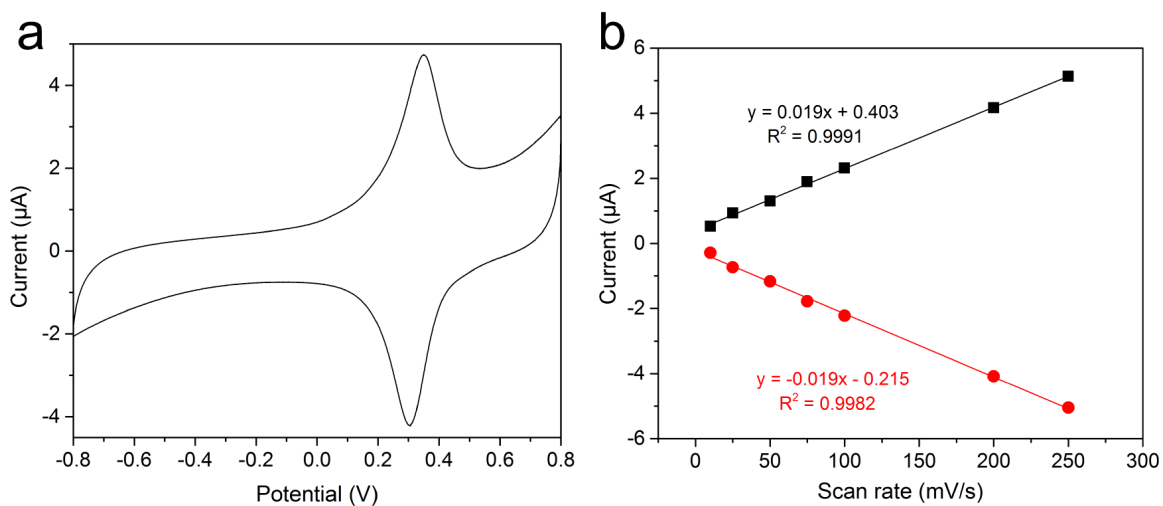 a
4
2
0
-2
-4
-0.8
-0.6
-0.4
-0.2
0.0
0.2
0.4
0.6
0.8
Current (µA)
Potential (V)
b
6
4
2
0
-2
-4
-6
0
50
100
150
200
250
300
Current (µA)
Scan rate (mV/s)
y = 0.019x + 0.403
R² = 0.9991
y = -0.019x - 0.215
R² = 0.9982